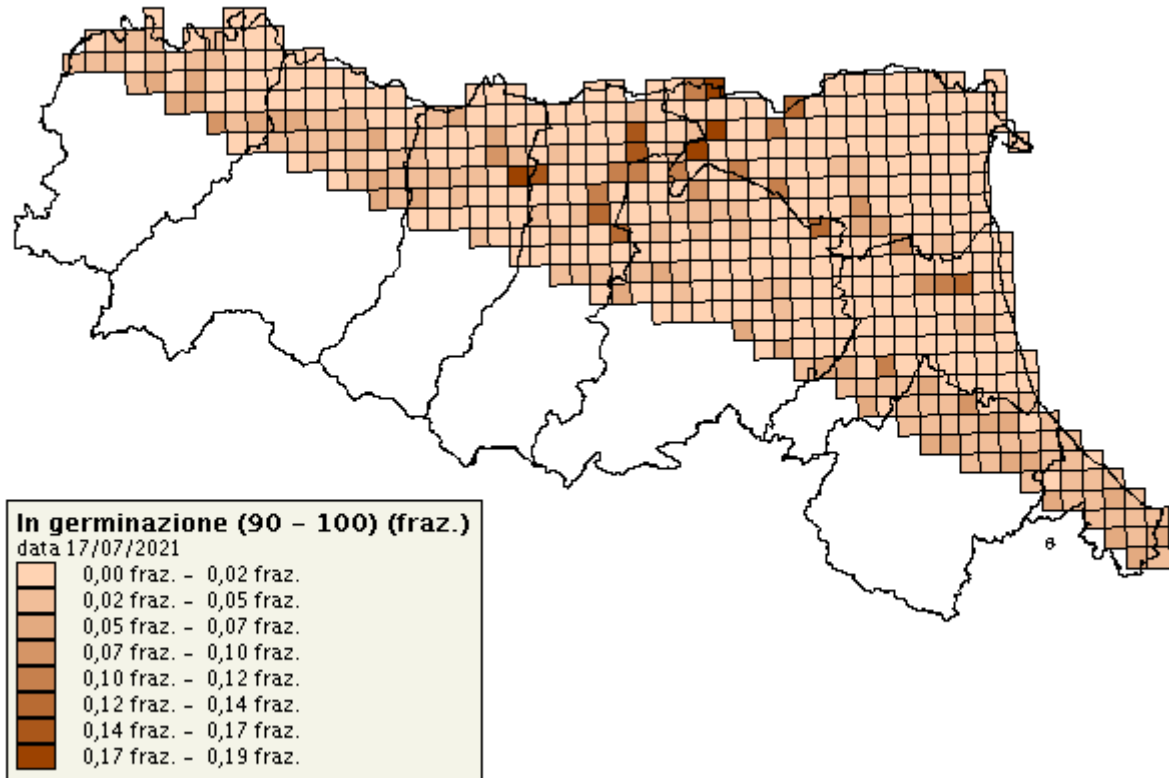 In germinazione (90 – 100) (fraz.)
data 17/07/2021
0,00 fraz. – 0,02 fraz.
0,02 fraz. – 0,05 fraz.
0,05 fraz. – 0,07 fraz.
0,07 fraz. – 0,10 fraz.
0,10 fraz. – 0,12 fraz.
0,12 fraz. – 0,14 fraz.
0,14 fraz. – 0,17 fraz.
0,17 fraz. – 0,19 fraz.